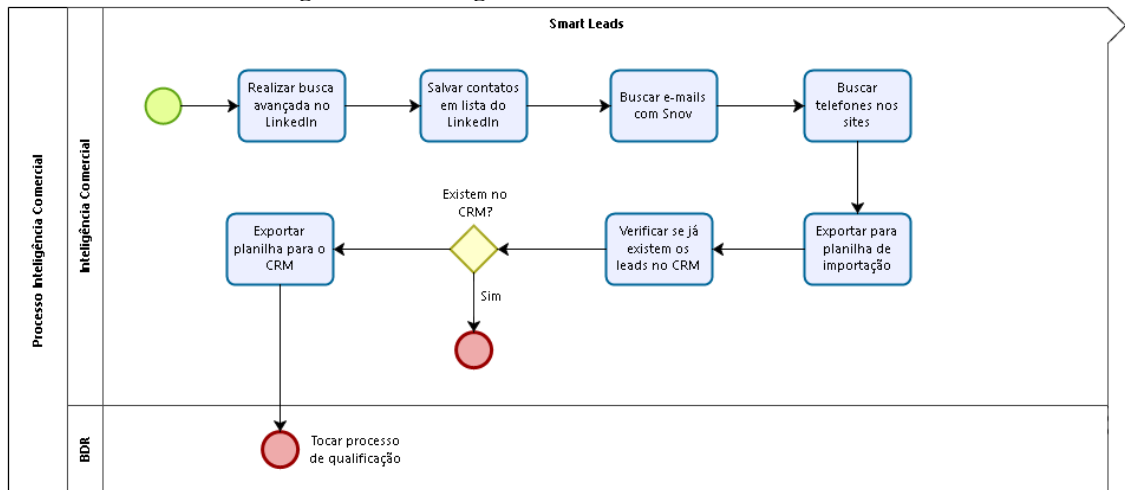 Smart Leads
Processo Inteligência Comercial
Inteligência Comercial
Realizar busca
avançada no
LinkedIn
Salvar contatos
em lista do
LinkedIn
Buscar e-mails
com Snov
Buscar
telefones nos
sites
Existem no
CRM?
Exportar
planilha para o
CRM
Verificar se já
existem os
leads no CRM
Exportar para
planilha de
importação
Sim
BDR
Tocar processo
de qualificação